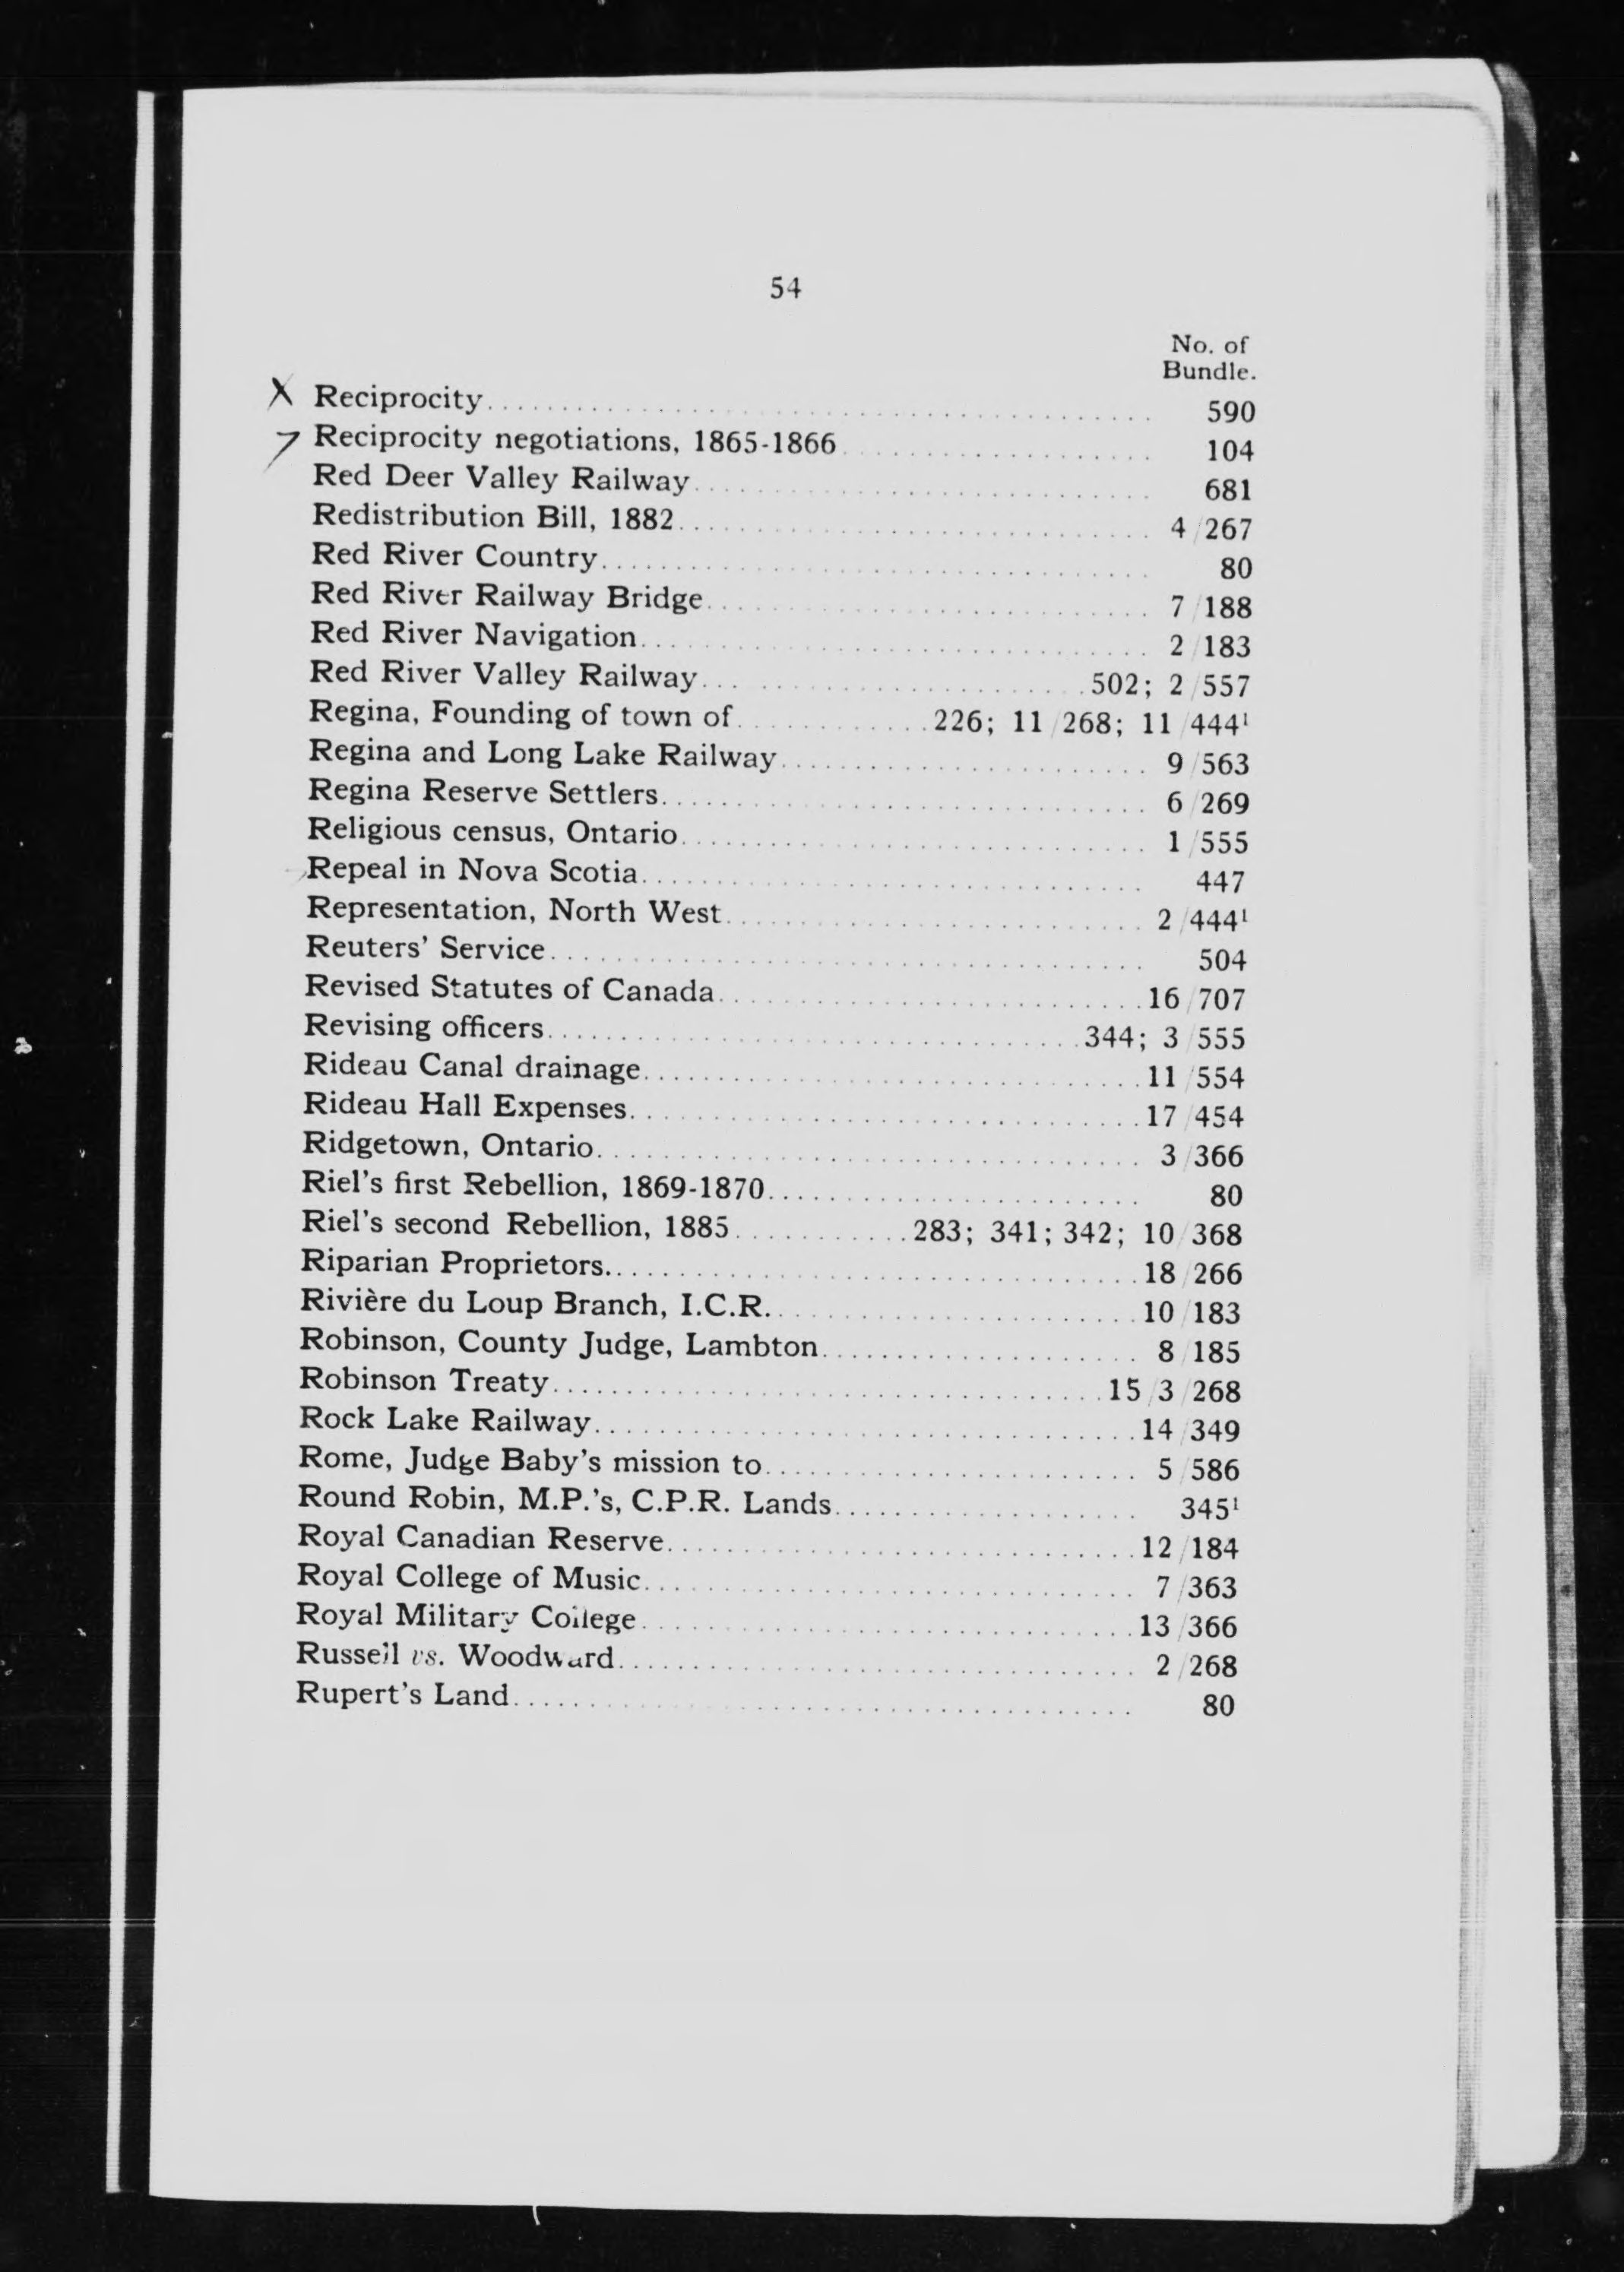 54
No. of
Bundle.
X Reciprocity.......... 590
Reciprocity negotiations, 1865-1866.......... 104
Red Deer Valley Railway.......... 681
Redistribution Bill, 1882.......... 4/267
Red River Country.......... 80
Red River Railway Bridge.......... 7/188
Red River Navigation.......... 2/183
Red River Valley Railway.......... 502; 2/557
Regina, Founding of town of.......... 226; 11/268; 11/444¹
Regina and Long Lake Railway.......... 9/563
Regina Reserve Settlers.......... 6/269
Religious census, Ontario.......... 1/555
Repeal in Nova Scotia.......... 447
Representation, North West.......... 2/444¹
Reuters' Service.......... 504
Revised Statutes of Canada.......... 16/707
Revising officers.......... 344; 3/555
Rideau Canal drainage.......... 11/554
Rideau Hall Expenses.......... 17/454
Ridgetown, Ontario.......... 3/366
Riel's first Rebellion, 1869-1870.......... 80
Riel's second Rebellion, 1885.......... 283; 341; 342; 10/368
Riparian Proprietors.......... 18/266
Rivière du Loup Branch, I.C.R.......... 10/183
Robinson, County Judge, Lambton.......... 8/185
Robinson Treaty.......... 15/3/268
Rock Lake Railway.......... 14/349
Rome, Judge Baby's mission to.......... 5/586
Round Robin, M.P.'s, C.P.R. Lands.......... 345¹
Royal Canadian Reserve.......... 12/184
Royal College of Music.......... 7/363
Royal Military College.......... 13/366
Russell vs. Woodward.......... 2/268
Rupert's Land.......... 80